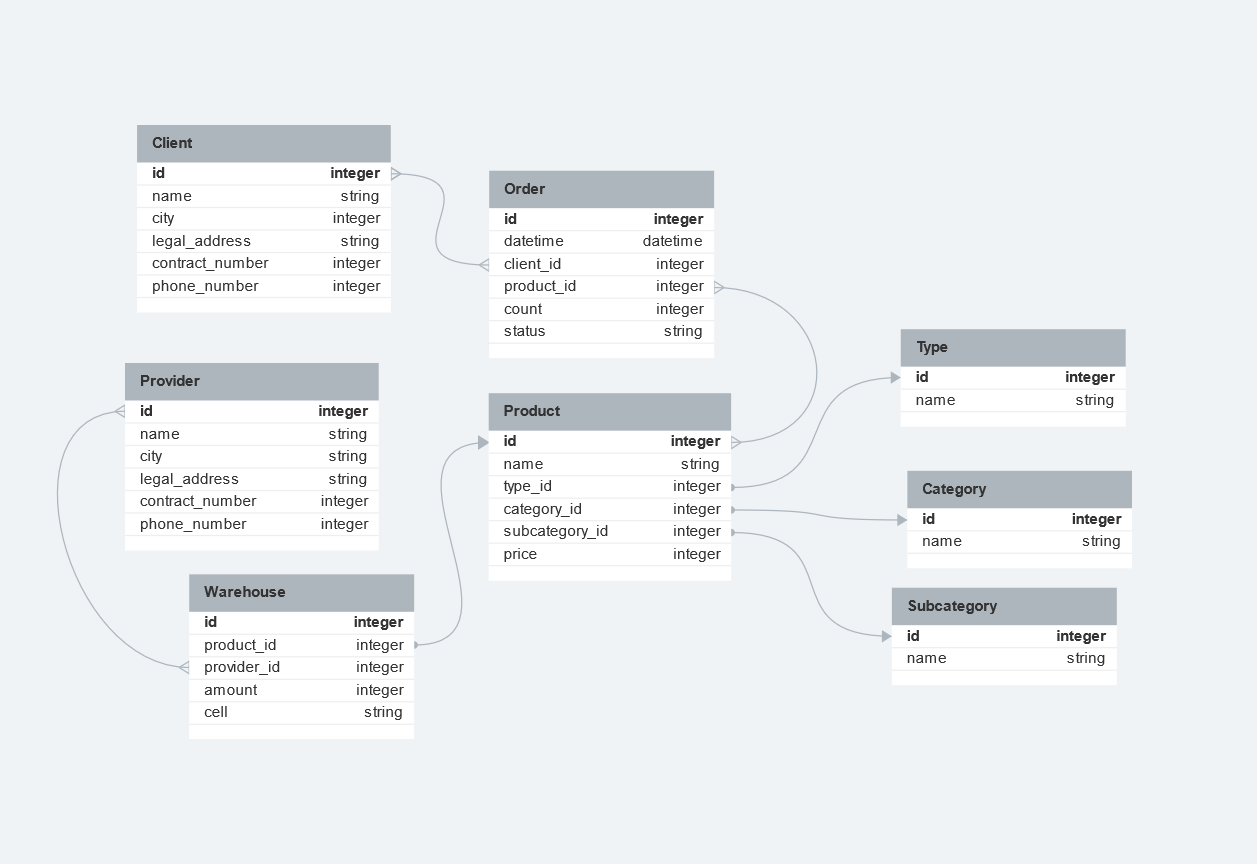 Client
id integer
name string
city integer
legal_address string
contract_number integer
phone_number integer
Order
id integer
datetime datetime
client_id integer
product_id integer
count integer
status string
Provider
id integer
name string
city string
legal_address string
contract_number integer
phone_number integer
Product
id integer
name string
type_id integer
category_id integer
subcategory_id integer
price integer
Type
id integer
name string
Category
id integer
name string
Warehouse
id integer
product_id integer
provider_id integer
amount integer
cell string
Subcategory
id integer
name string